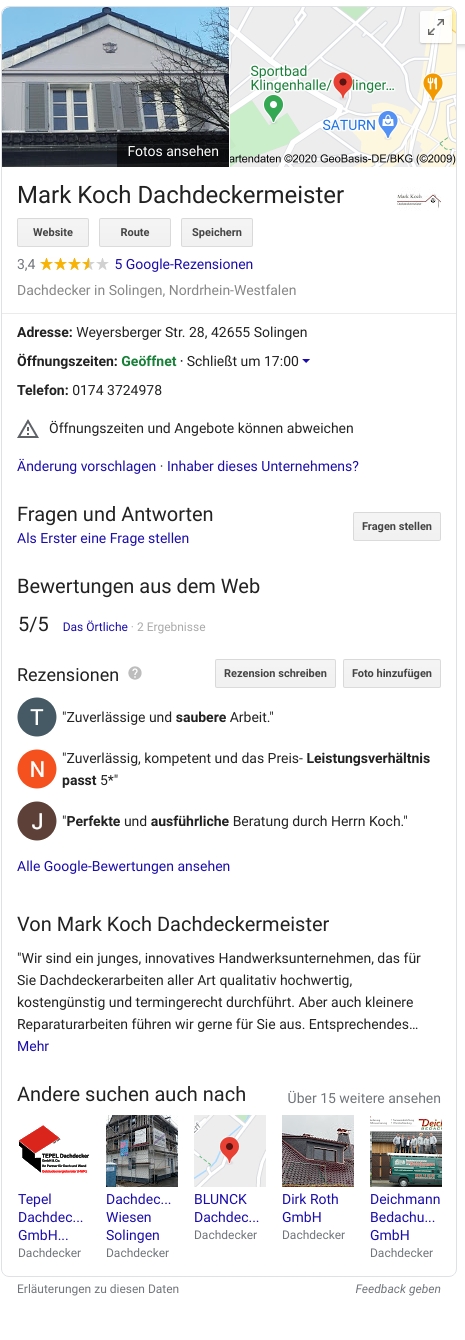 Fotos ansehen
Sportbad
Klingenhalle/
linger...
SATURN
artendaten ©2020 GeoBasis-DE/BKG (©2009)
Mark Koch Dachdeckermeister
Mark Koch
Website
Route
Speichern
3,4
5 Google-Rezensionen
Dachdecker in Solingen, Nordrhein-Westfalen
Adresse: Weyersberger Str. 28, 42655 Solingen
Öffnungszeiten: Geöffnet · Schließt um 17:00
Telefon: 0174 3724978
Öffnungszeiten und Angebote können abweichen
Änderung vorschlagen · Inhaber dieses Unternehmens?
Fragen und Antworten
Als Erster eine Frage stellen
Fragen stellen
Bewertungen aus dem Web
5/5 Das Örtliche · 2 Ergebnisse
Rezensionen ?
Rezension schreiben
Foto hinzufügen
T
"Zuverlässige und saubere Arbeit."
N
"Zuverlässig, kompetent und das Preis- Leistungsverhältnis
passt 5*"
J
"Perfekte und ausführliche Beratung durch Herrn Koch."
Alle Google-Bewertungen ansehen
Von Mark Koch Dachdeckermeister
"Wir sind ein junges, innovatives Handwerksunternehmen, das für
Sie Dachdeckerarbeiten aller Art qualitativ hochwertig,
kostengünstig und termingerecht durchführt. Aber auch kleinere
Reparaturarbeiten führen wir gerne für Sie aus. Entsprechendes...
Mehr
Andere suchen auch nach
Über 15 weitere ansehen
TEPEL Dachdecker
Tepel
Dachdec...
GmbH...
Dachdecker
Dachdec...
Wiesen
Solingen
Dachdecker
BLUNCK
Dachdec...
Dachdecker
Dirk Roth
GmbH
Dachdecker
Deich
Deichmann
Bedachu...
GmbH
Dachdecker
Erläuterungen zu diesen Daten
Feedback geben